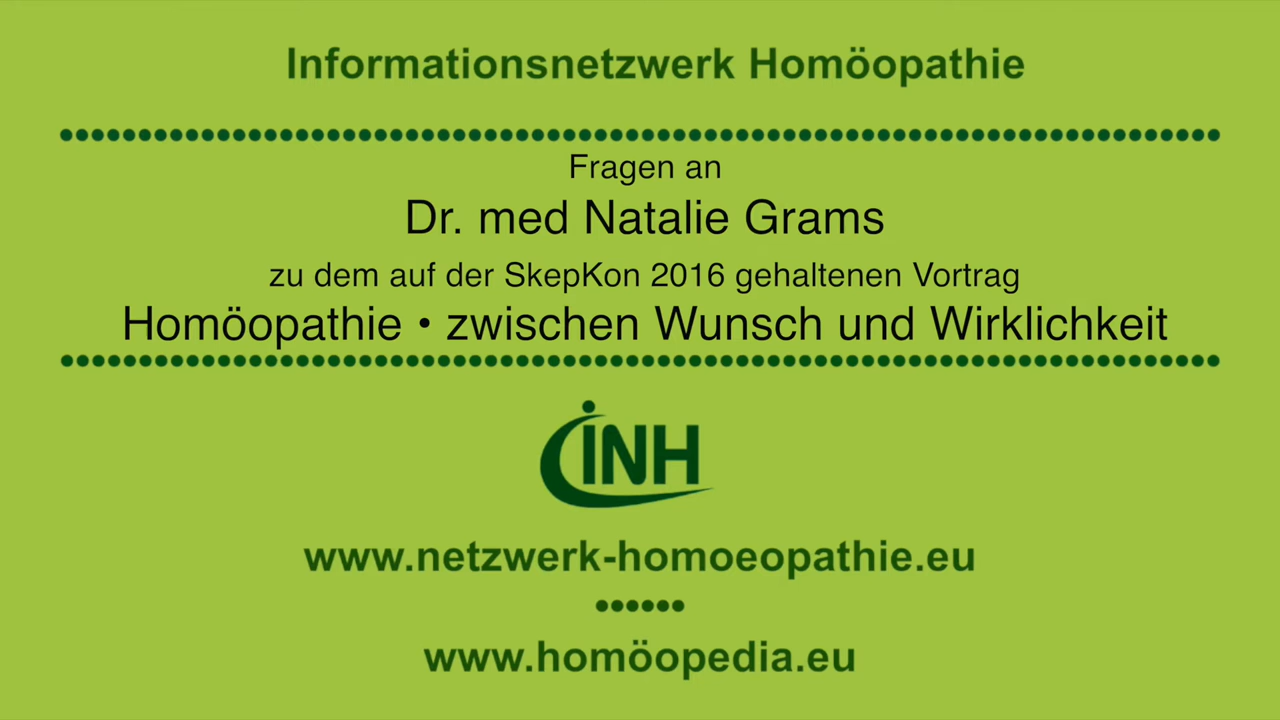 Informationsnetzwerk Homöopathie
Fragen an
Dr. med Natalie Grams
zu dem auf der SkepKon 2016 gehaltenen Vortrag
Homöopathie • zwischen Wunsch und Wirklichkeit
INH
www.netzwerk-homoeopathie.eu
www.homöopedia.eu